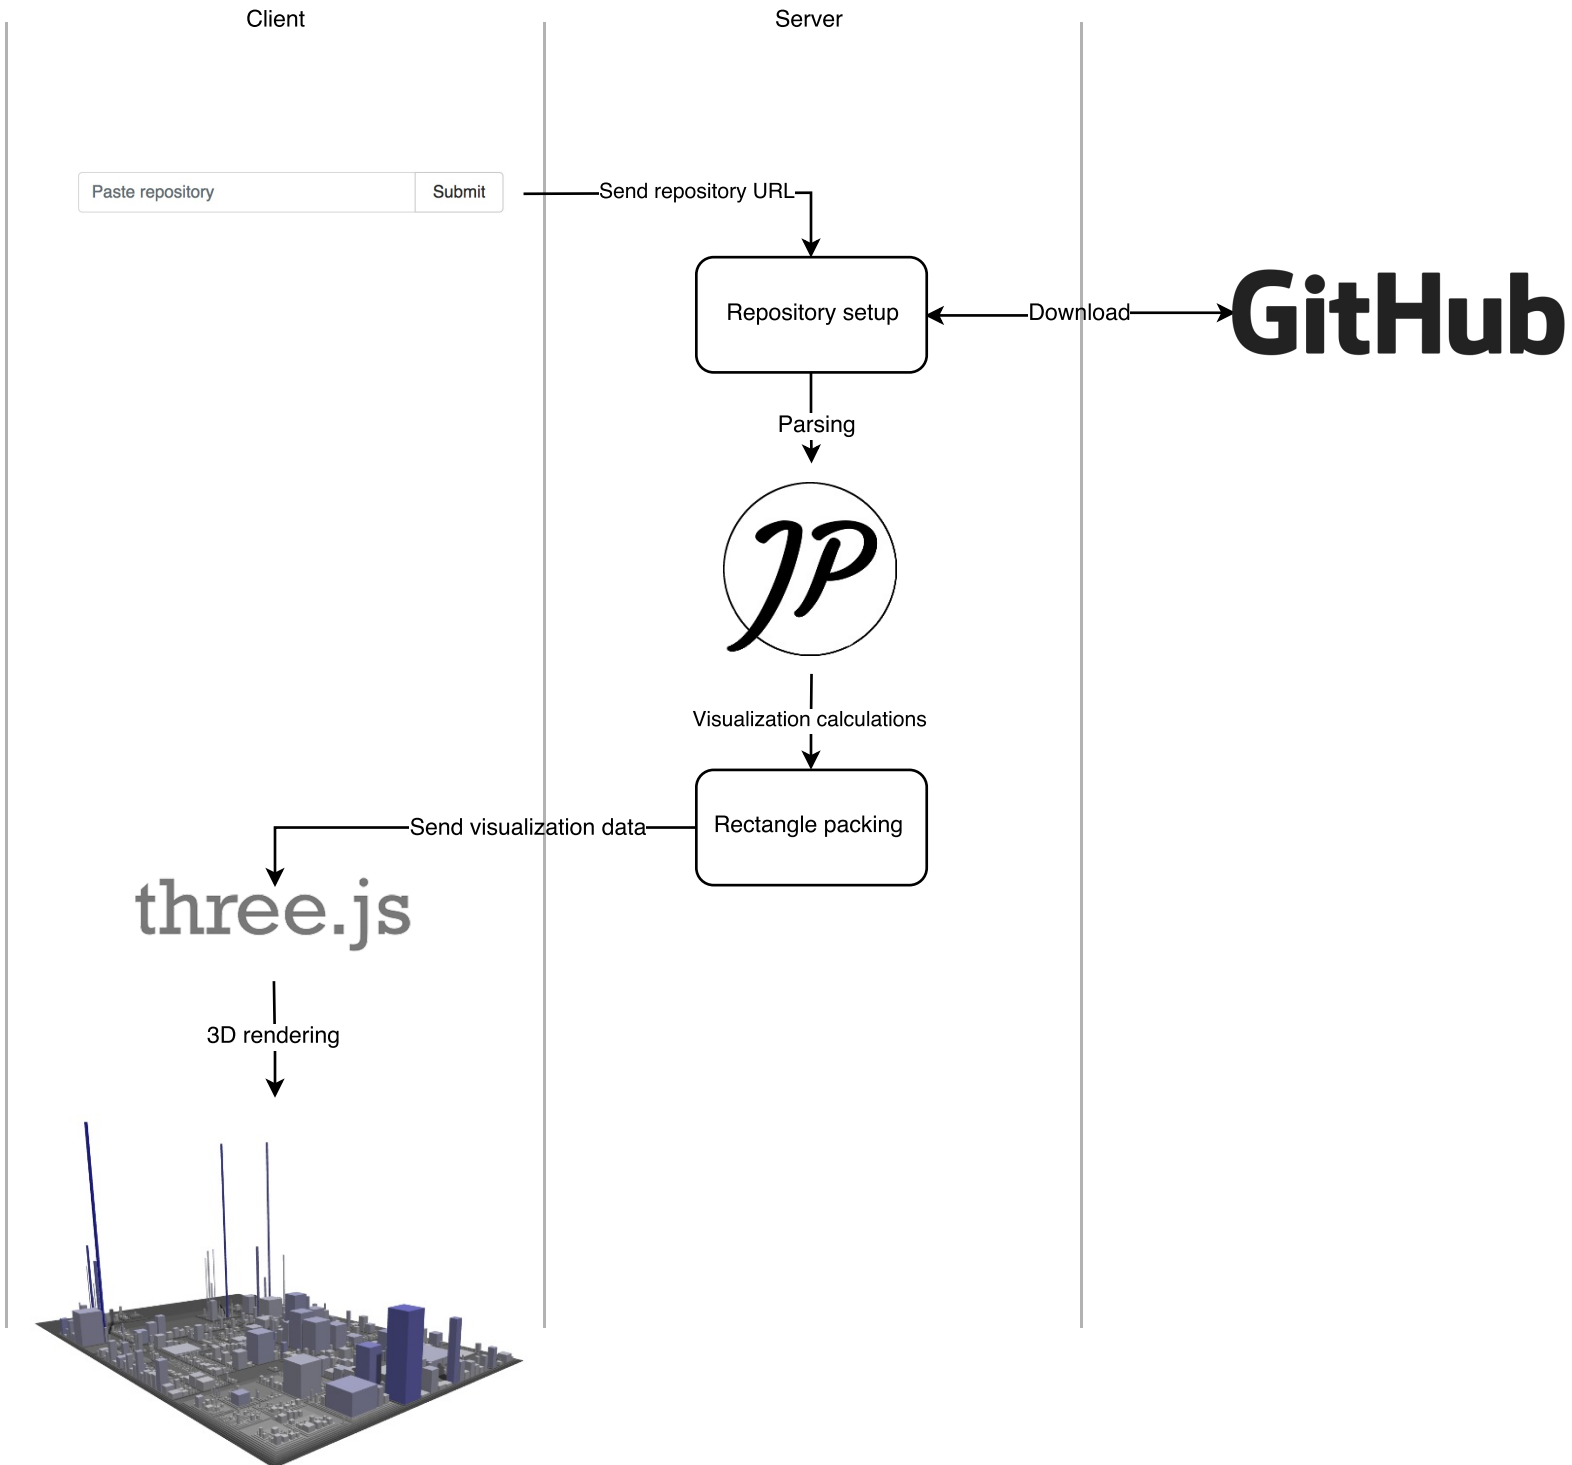 Client
Server
Paste repository
Submit
Send repository URL
Repository setup
Download
GitHub
Parsing
JP
Visualization calculations
Rectangle packing
Send visualization data
three.js
3D rendering